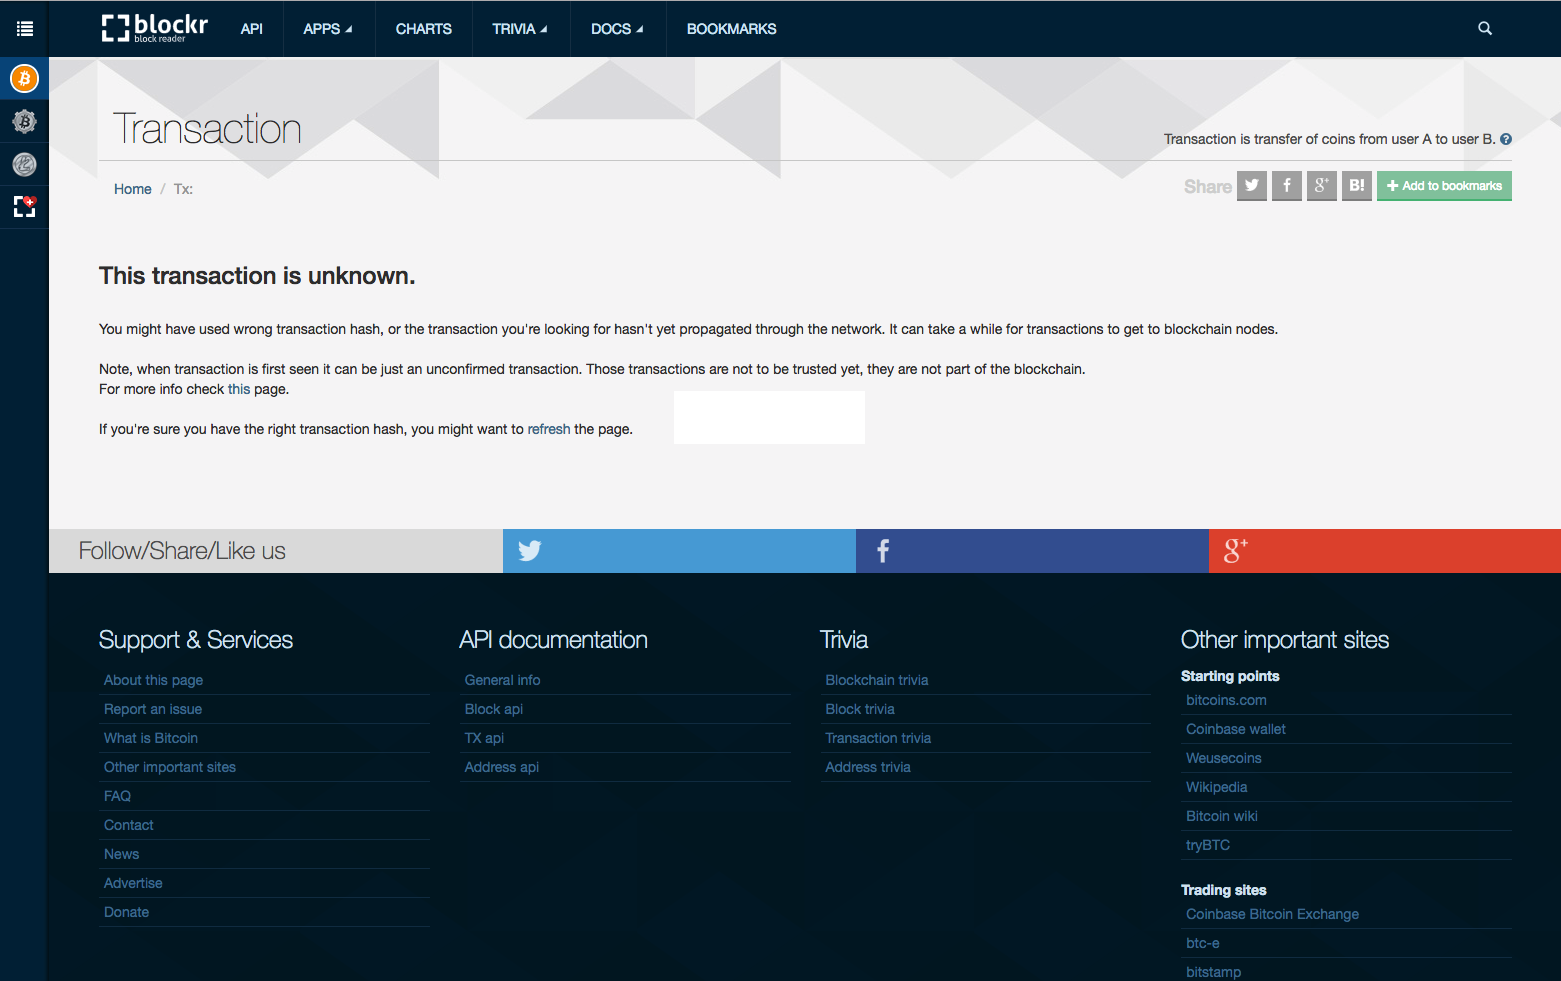 blockr
block reader
API
APPS
CHARTS
TRIVIA
DOCS
BOOKMARKS
Transaction
Transaction is transfer of coins from user A to user B.
Home / Tx:
Share
B!
Add to bookmarks
This transaction is unknown.
You might have used wrong transaction hash, or the transaction you're looking for hasn't yet propagated through the network. It can take a while for transactions to get to blockchain nodes.
Note, when transaction is first seen it can be just an unconfirmed transaction. Those transactions are not to be trusted yet, they are not part of the blockchain.
For more info check this page.
If you're sure you have the right transaction hash, you might want to refresh the page.
Follow/Share/Like us
Support & Services
About this page
Report an issue
What is Bitcoin
Other important sites
FAQ
Contact
News
Advertise
Donate
API documentation
General info
Block api
TX api
Address api
Trivia
Blockchain trivia
Block trivia
Transaction trivia
Address trivia
Other important sites
Starting points
bitcoins.com
Coinbase wallet
Weusecoins
Wikipedia
Bitcoin wiki
tryBTC
Trading sites
Coinbase Bitcoin Exchange
btc-e
bitstamp